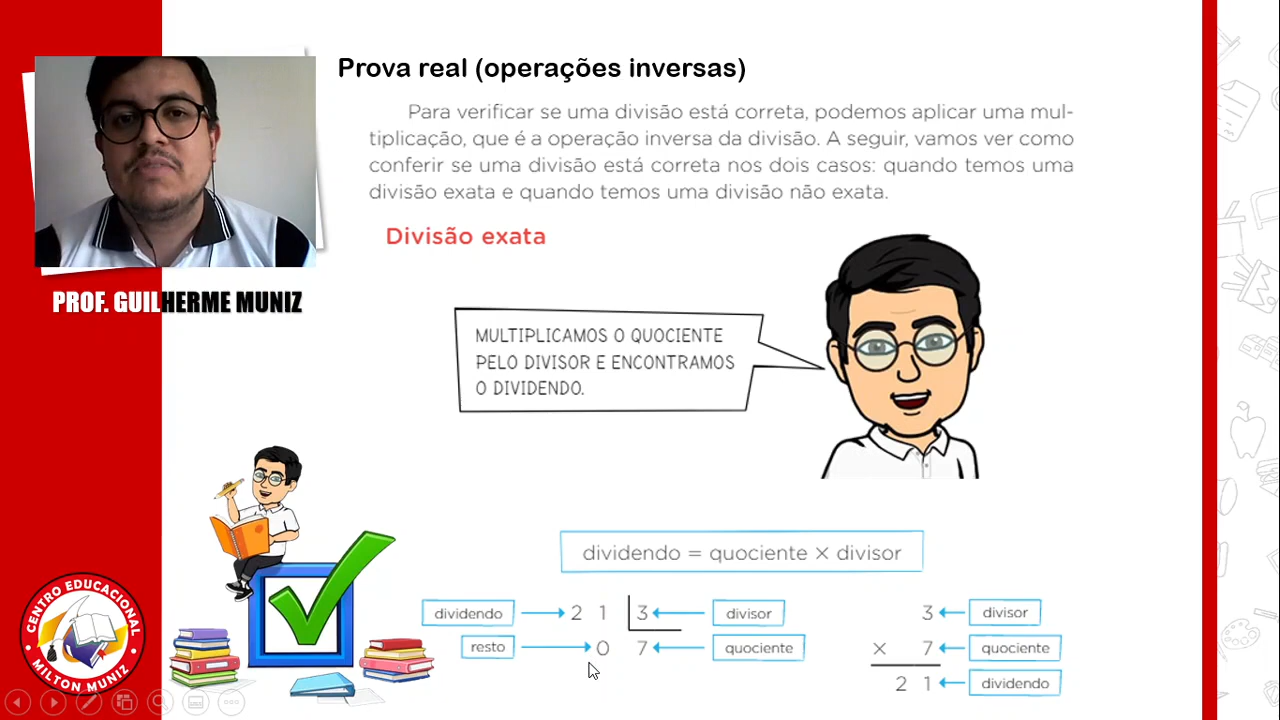 Prova real (operações inversas)
Para verificar se uma divisão está correta, podemos aplicar uma mul-
tiplicação, que é a operação inversa da divisão. A seguir, vamos ver como
conferir se uma divisão está correta nos dois casos: quando temos uma
divisão exata e quando temos uma divisão não exata.
Divisão exata
PROF. GUILHERME MUNIZ
MULTIPLICAMOS O QUOCIENTE
PELO DIVISOR E ENCONTRAMOS
O DIVIDENDO.
dividendo = quociente × divisor
dividendo 2 1 3 divisor
resto 0 7 quociente
3 divisor
× 7 quociente
2 1 dividendo
CENTRO EDUCACIONAL
MILTON MUNIZ